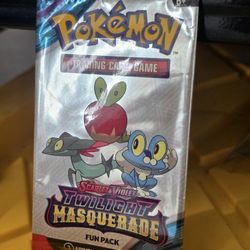 POKÉMON
TRADING CARD GAME
SCARLET & VIOLET
TWILIGHT
MASQUERADE
FUN PACK